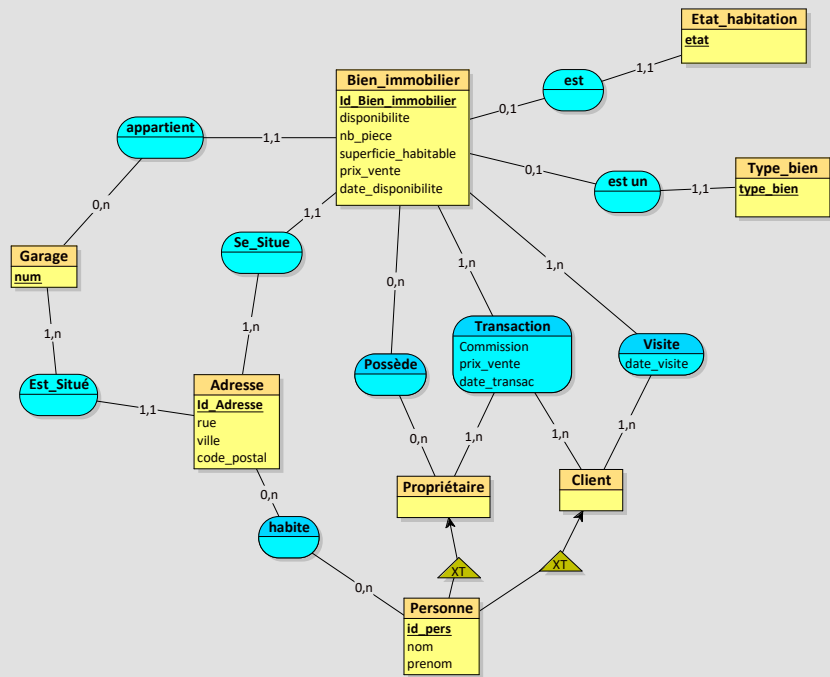 Etat_habitation
etat
est
1,1
0,1
Bien_immobilier
Id_Bien_immobilier
disponibilite
nb_piece
superficie_habitable
prix_vente
date_disponibilite
appartient
1,1
0,n
0,1
est un
1,1
Type_bien
type_bien
1,1
Se_Situe
Garage
num
1,n
0,n
1,n
1,n
1,n
Transaction
Commission
prix_vente
date_transac
Visite
date_visite
Possède
Est_Situé
1,1
Adresse
Id_Adresse
rue
ville
code_postal
0,n
1,n
1,n
1,n
Propriétaire
Client
0,n
habite
0,n
XT
XT
Personne
id_pers
nom
prenom